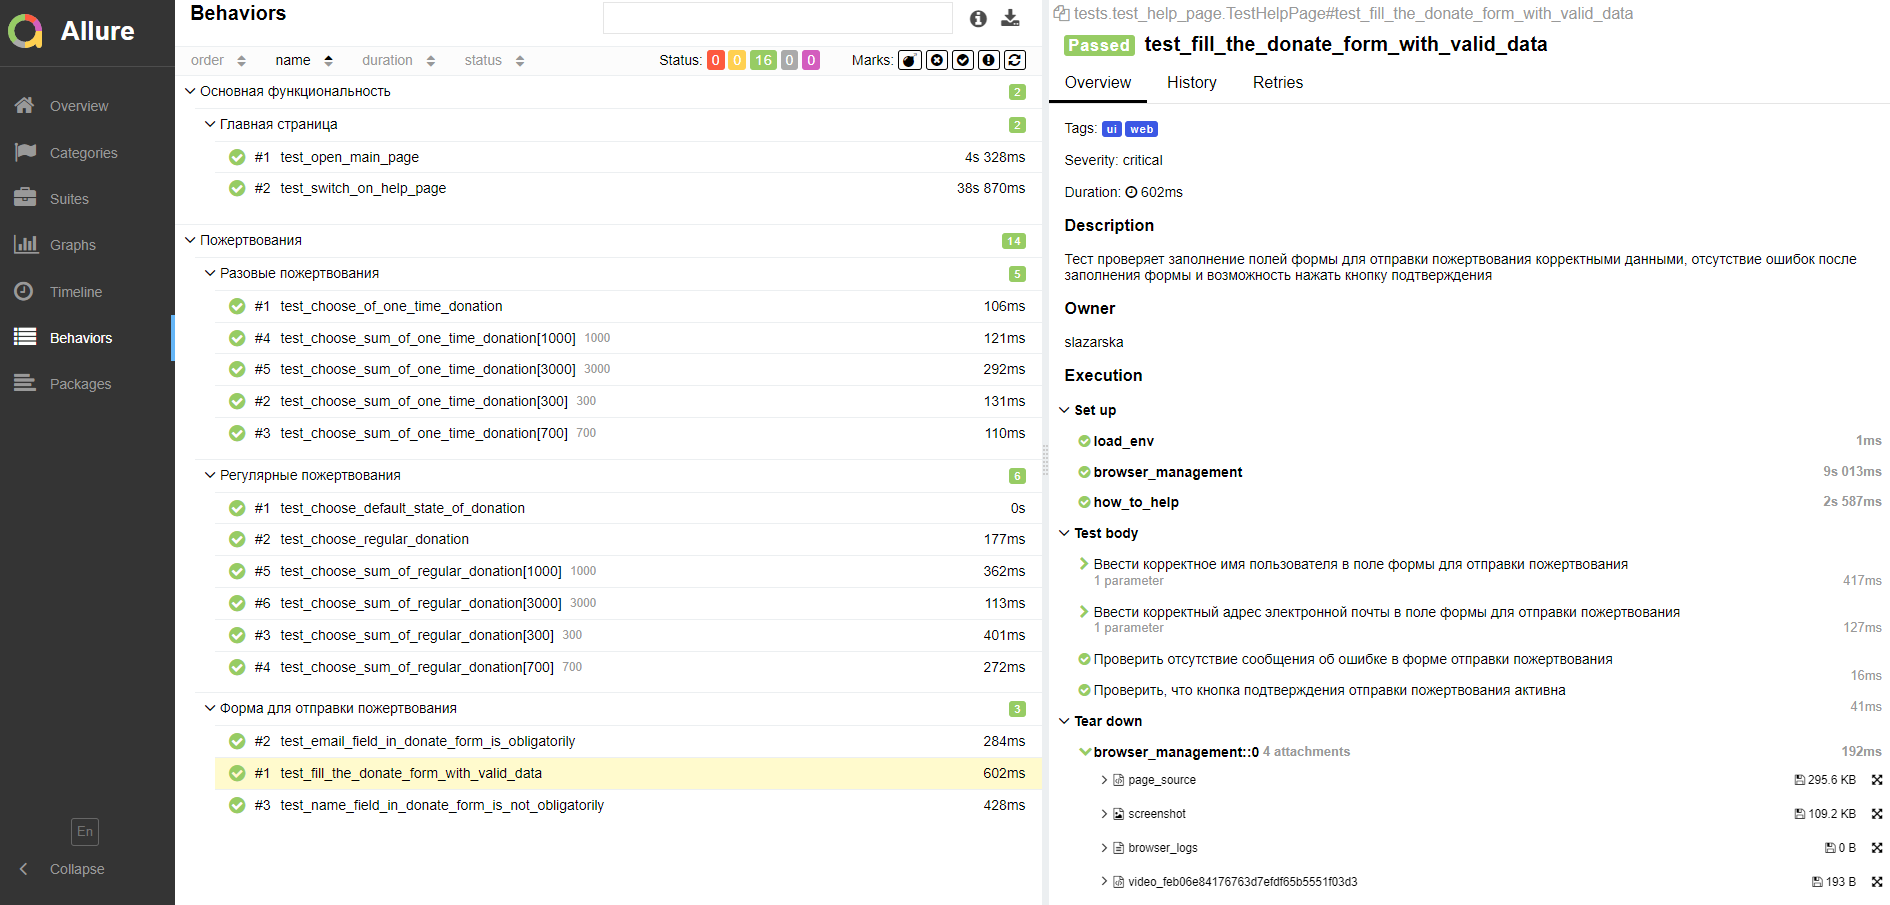 Allure
Overview
Categories
Suites
Graphs
Timeline
Behaviors
Packages
En
Collapse
Behaviors
order name duration status Status: 0 0 16 0 0 Marks:
Основная функциональность 2
Главная страница 2
#1 test_open_main_page 4s 328ms
#2 test_switch_on_help_page 38s 870ms
Пожертвования 14
Разовые пожертвования 5
#1 test_choose_of_one_time_donation 106ms
#4 test_choose_sum_of_one_time_donation[1000] 1000 121ms
#5 test_choose_sum_of_one_time_donation[3000] 3000 292ms
#2 test_choose_sum_of_one_time_donation[300] 300 131ms
#3 test_choose_sum_of_one_time_donation[700] 700 110ms
Регулярные пожертвования 6
#1 test_choose_default_state_of_donation 0s
#2 test_choose_regular_donation 177ms
#5 test_choose_sum_of_regular_donation[1000] 1000 362ms
#6 test_choose_sum_of_regular_donation[3000] 3000 113ms
#3 test_choose_sum_of_regular_donation[300] 300 401ms
#4 test_choose_sum_of_regular_donation[700] 700 272ms
Форма для отправки пожертвования 3
#2 test_email_field_in_donate_form_is_obligatorily 284ms
#1 test_fill_the_donate_form_with_valid_data 602ms
#3 test_name_field_in_donate_form_is_not_obligatorily 428ms
tests.test_help_page.TestHelpPage#test_fill_the_donate_form_with_valid_data
Passed test_fill_the_donate_form_with_valid_data
Overview History Retries
Tags: ui web
Severity: critical
Duration: 602ms
Description
Тест проверяет заполнение полей формы для отправки пожертвования корректными данными, отсутствие ошибок после
заполнения формы и возможность нажать кнопку подтверждения
Owner
slazarska
Execution
Set up
load_env 1ms
browser_management 9s 013ms
how_to_help 2s 587ms
Test body
Ввести корректное имя пользователя в поле формы для отправки пожертвования
1 parameter 417ms
Ввести корректный адрес электронной почты в поле формы для отправки пожертвования
1 parameter 127ms
Проверить отсутствие сообщения об ошибке в форме отправки пожертвования
16ms
Проверить, что кнопка подтверждения отправки пожертвования активна
41ms
Tear down
browser_management::0 4 attachments 192ms
page_source 295.6 KB
screenshot 109.2 KB
browser_logs 0 B
video_feb06e84176763d7efdf65b5551f03d3 193 B